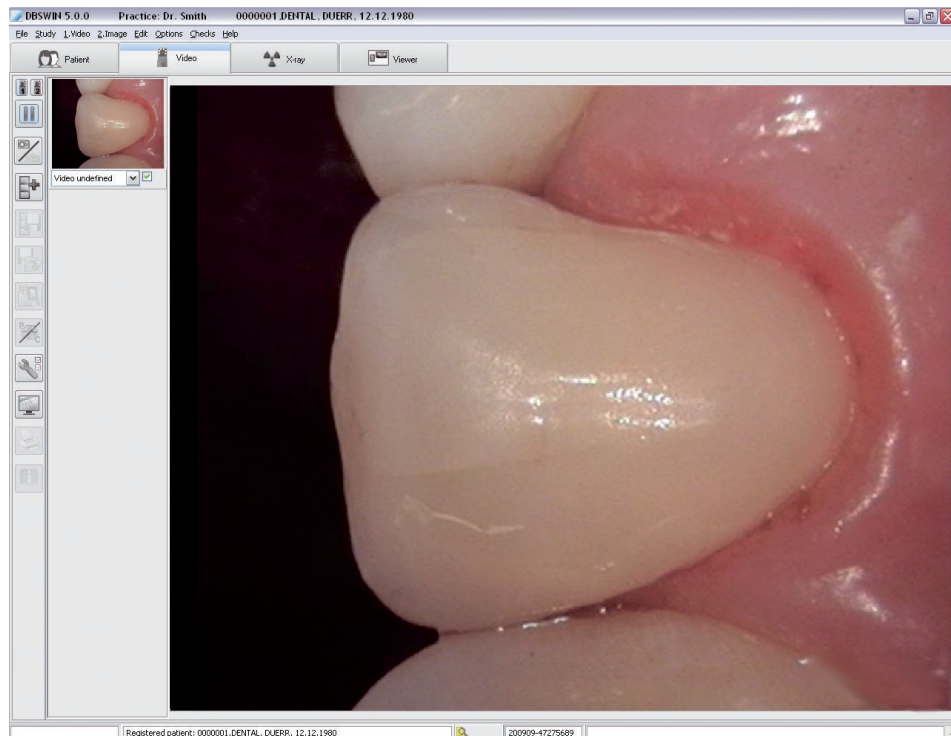 DBSWIN 5.0.0 Practice: Dr. Smith 0000001,DENTAL, DUERR, 12.12.1980
File Study 1.Video 2.Image Edit Options Checks Help
Patient Video X-ray Viewer
1 2
Video undefined
Registered patient: 0000001,DENTAL, DUERR, 12.12.1980 200909-47275689